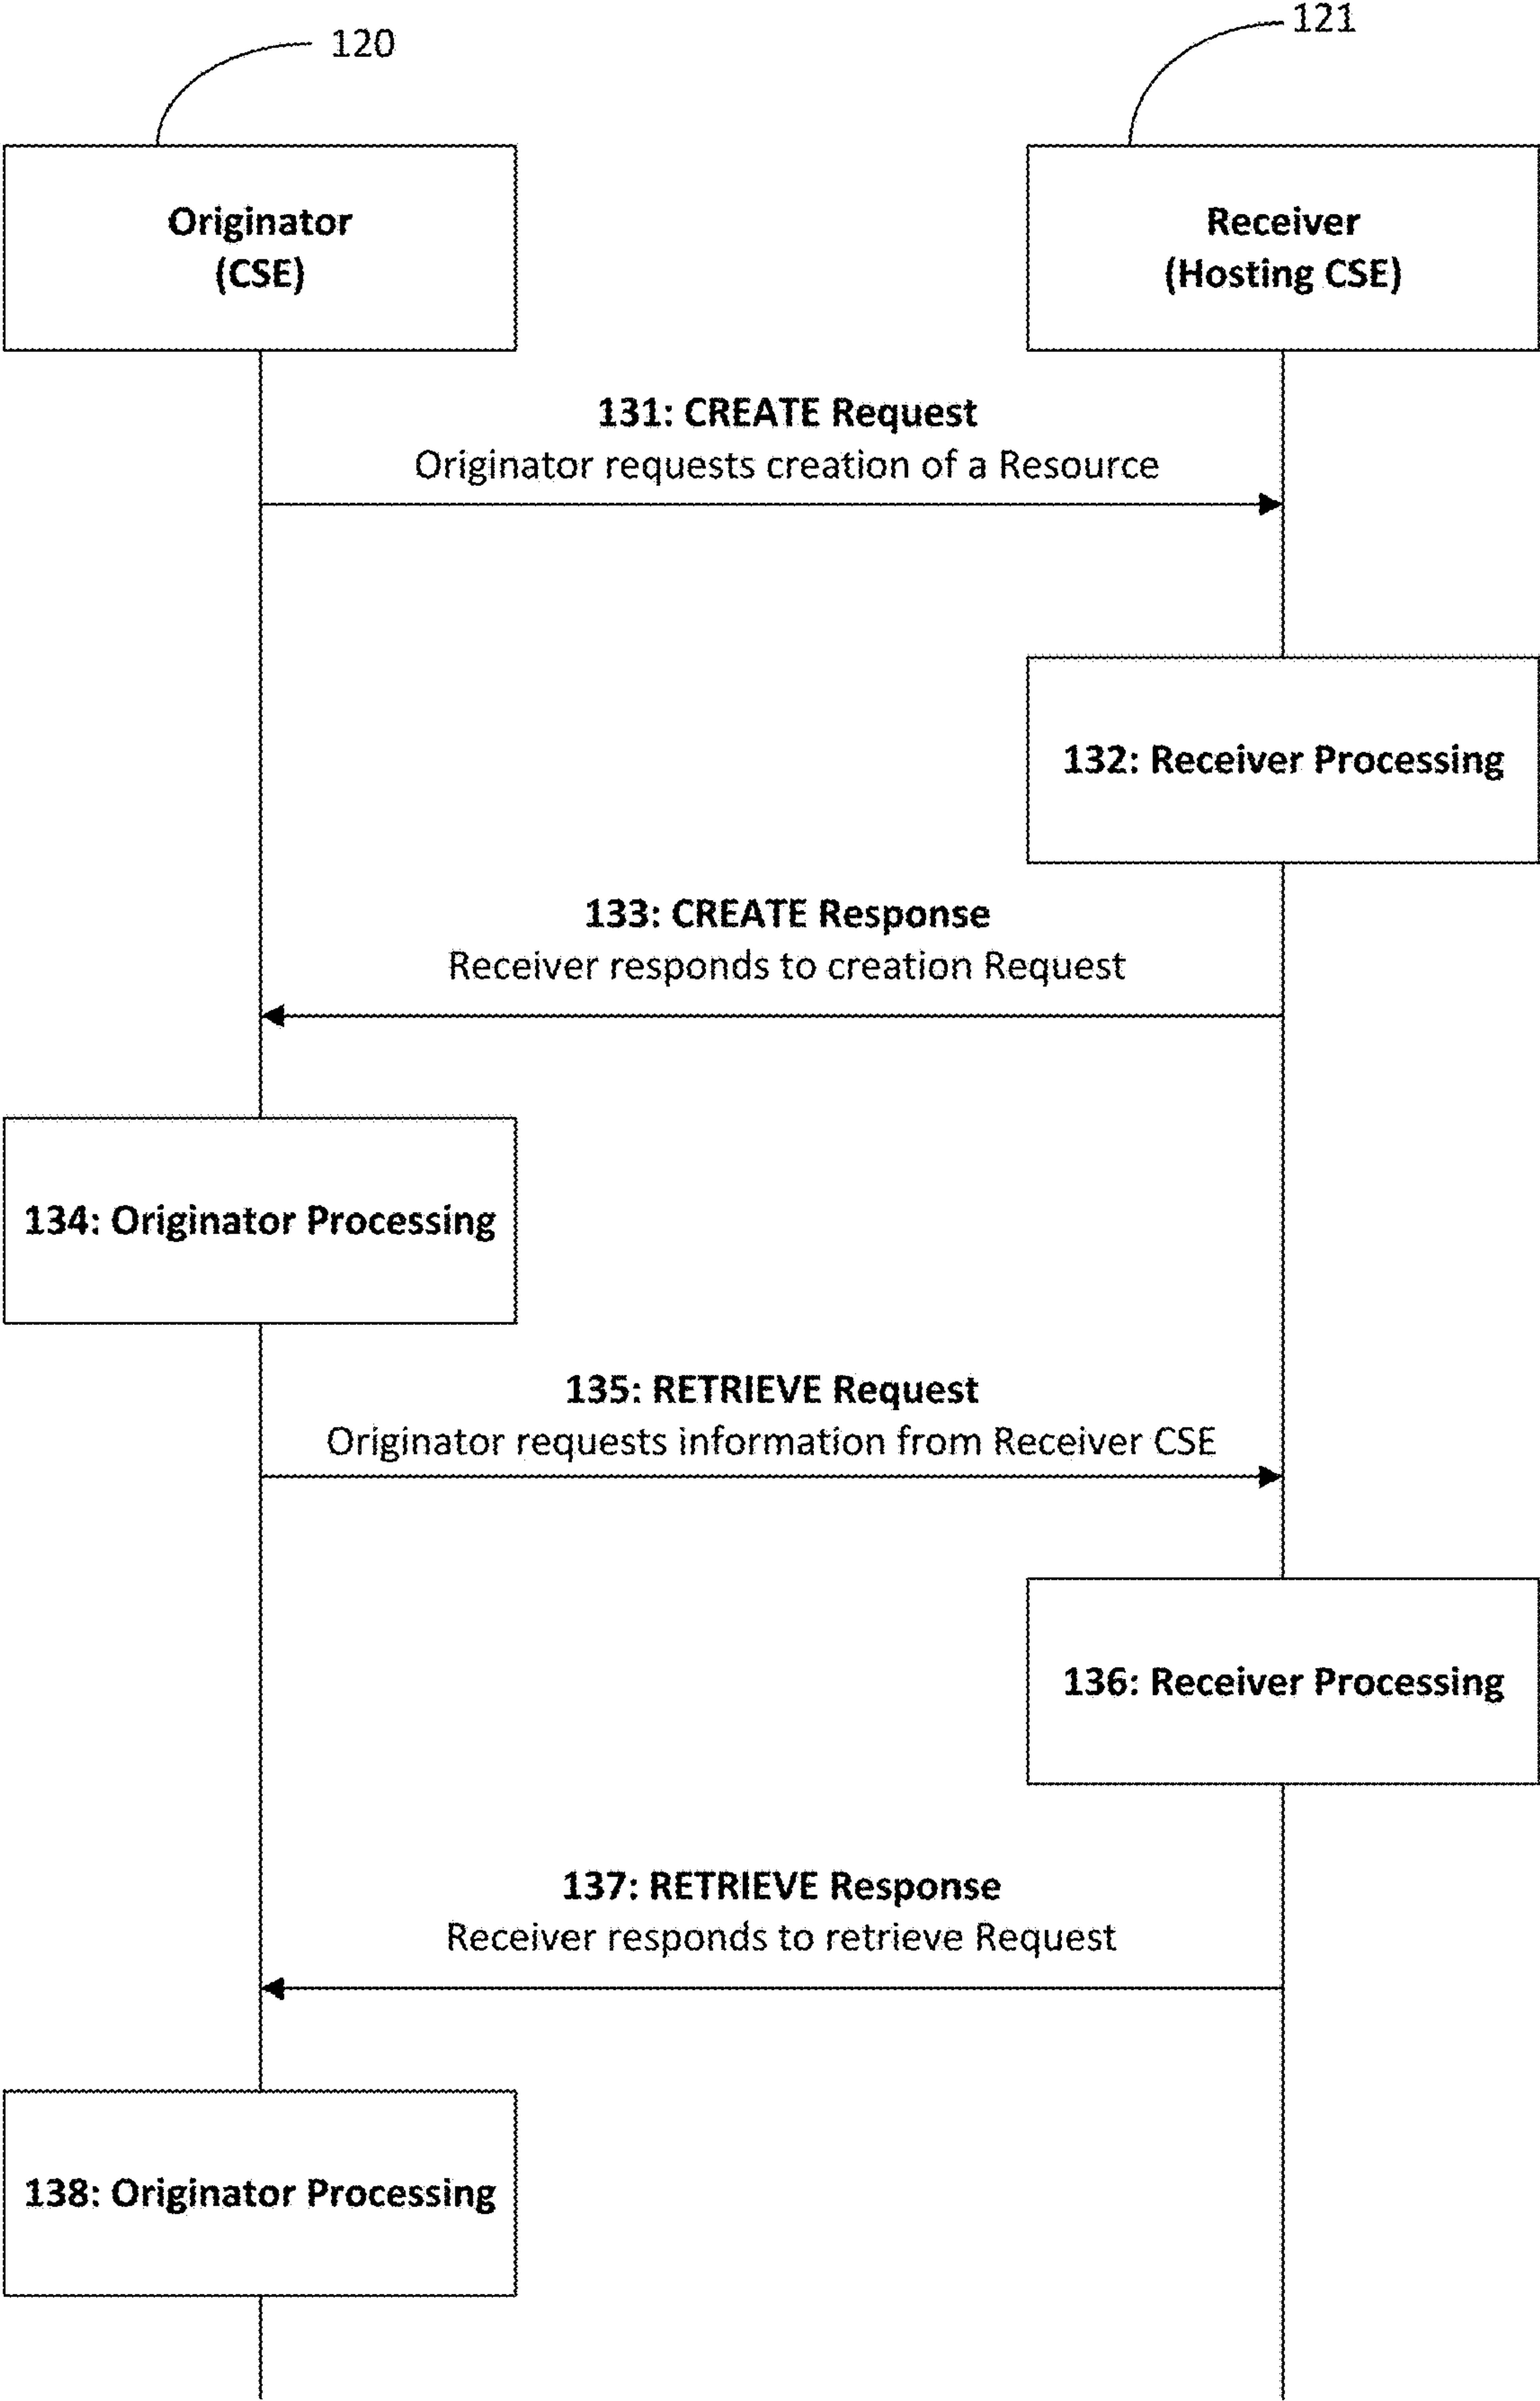 120
121
Originator
(CSE)
Receiver
(Hosting CSE)
131: CREATE Request
Originator requests creation of a Resource
132: Receiver Processing
133: CREATE Response
Receiver responds to creation Request
134: Originator Processing
135: RETRIEVE Request
Originator requests information from Receiver CSE
136: Receiver Processing
137: RETRIEVE Response
Receiver responds to retrieve Request
138: Originator Processing